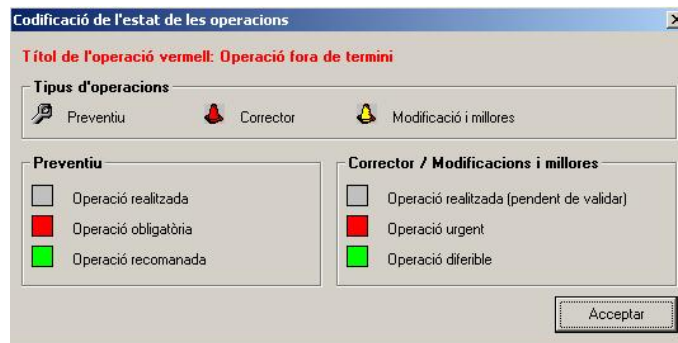 Codificació de l'estat de les operacions
Títol de l'operació vermell: Operació fora de termini
Tipus d'operacions
Preventiu Corrector Modificació i millores
Preventiu
Operació realitzada
Operació obligatòria
Operació recomanada
Corrector / Modificacions i millores
Operació realitzada (pendent de validar)
Operació urgent
Operació diferible
Acceptar